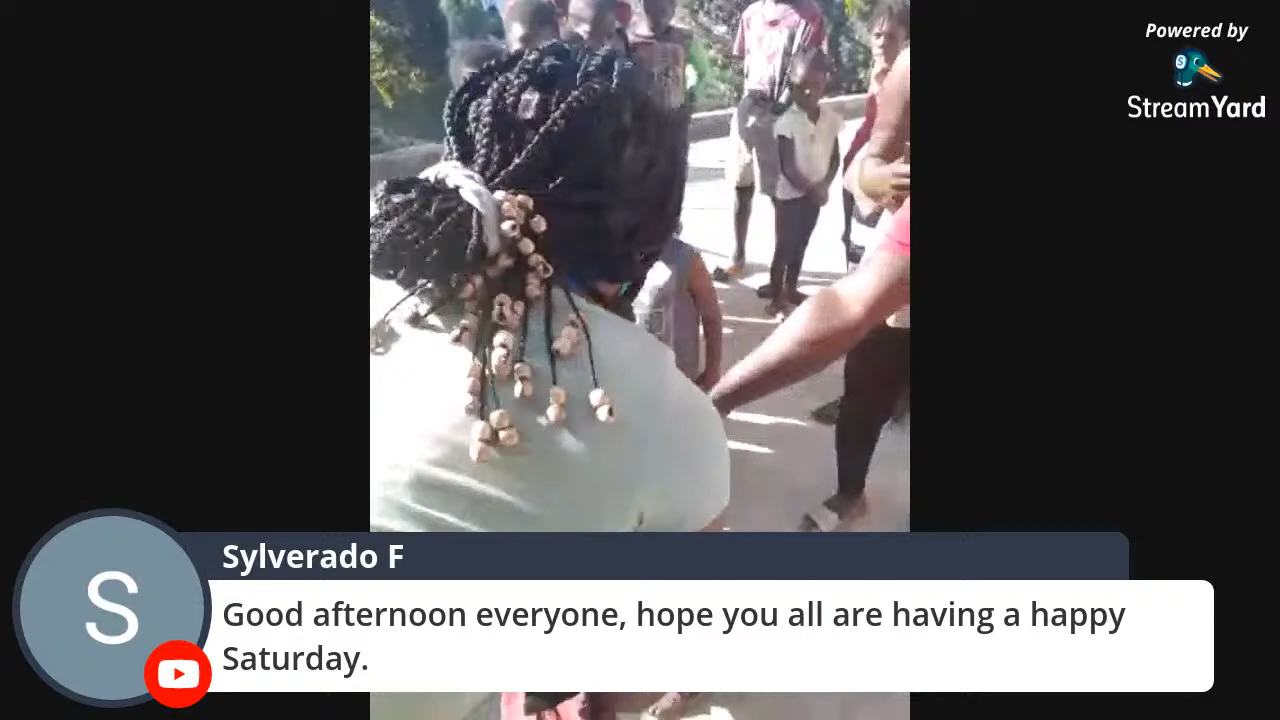 Powered by
StreamYard
S
Sylverado F
Good afternoon everyone, hope you all are having a happy
Saturday.